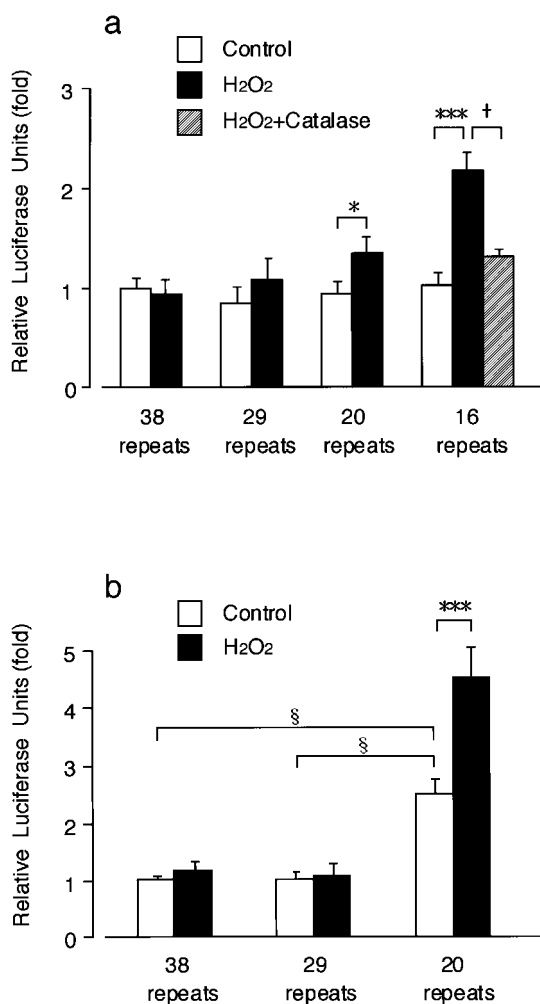 a
Control
H2O2
H2O2+Catalase
Relative Luciferase Units (fold)
3
2
1
0
*
*** †
38 repeats
29 repeats
20 repeats
16 repeats
b
Control
H2O2
Relative Luciferase Units (fold)
5
4
3
2
1
0
***
§
§
38 repeats
29 repeats
20 repeats